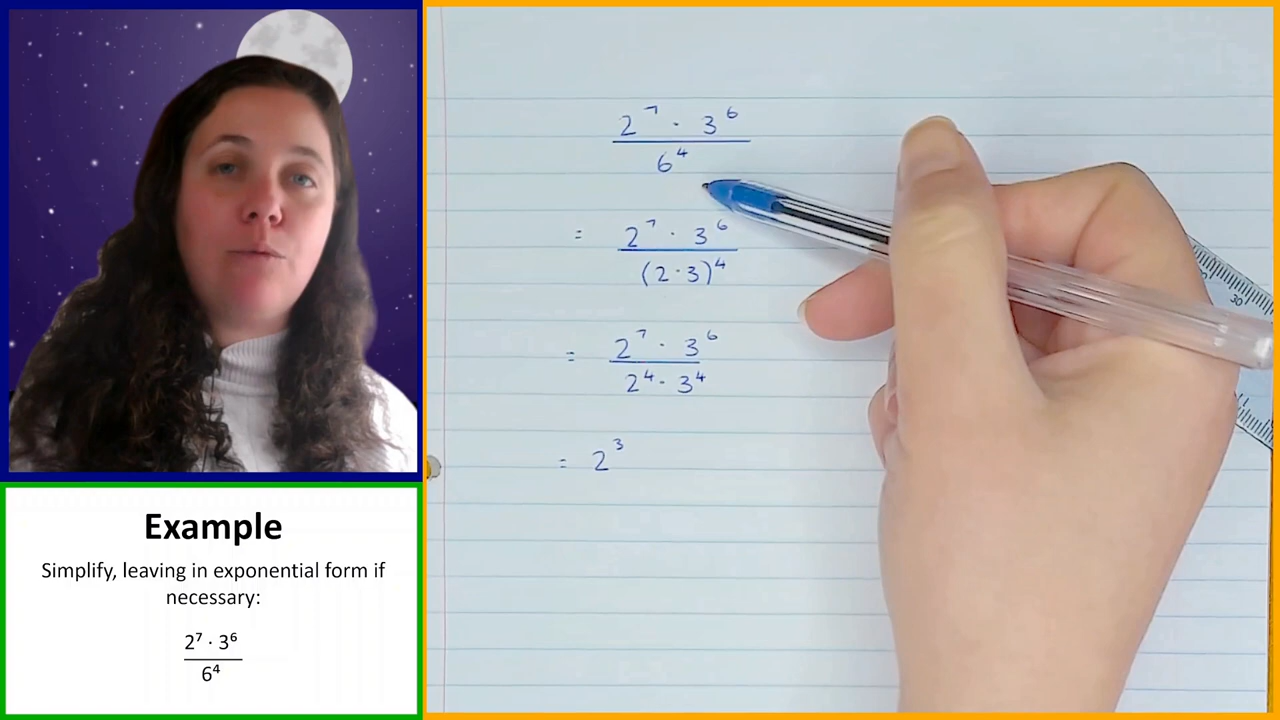 Example
Simplify, leaving in exponential form if
necessary:
2⁷ · 3⁶
6⁴
2⁷ · 3⁶
6⁴
= 2⁷ · 3⁶
(2·3)⁴
= 2⁷ · 3⁶
2⁴ · 3⁴
= 2³
30